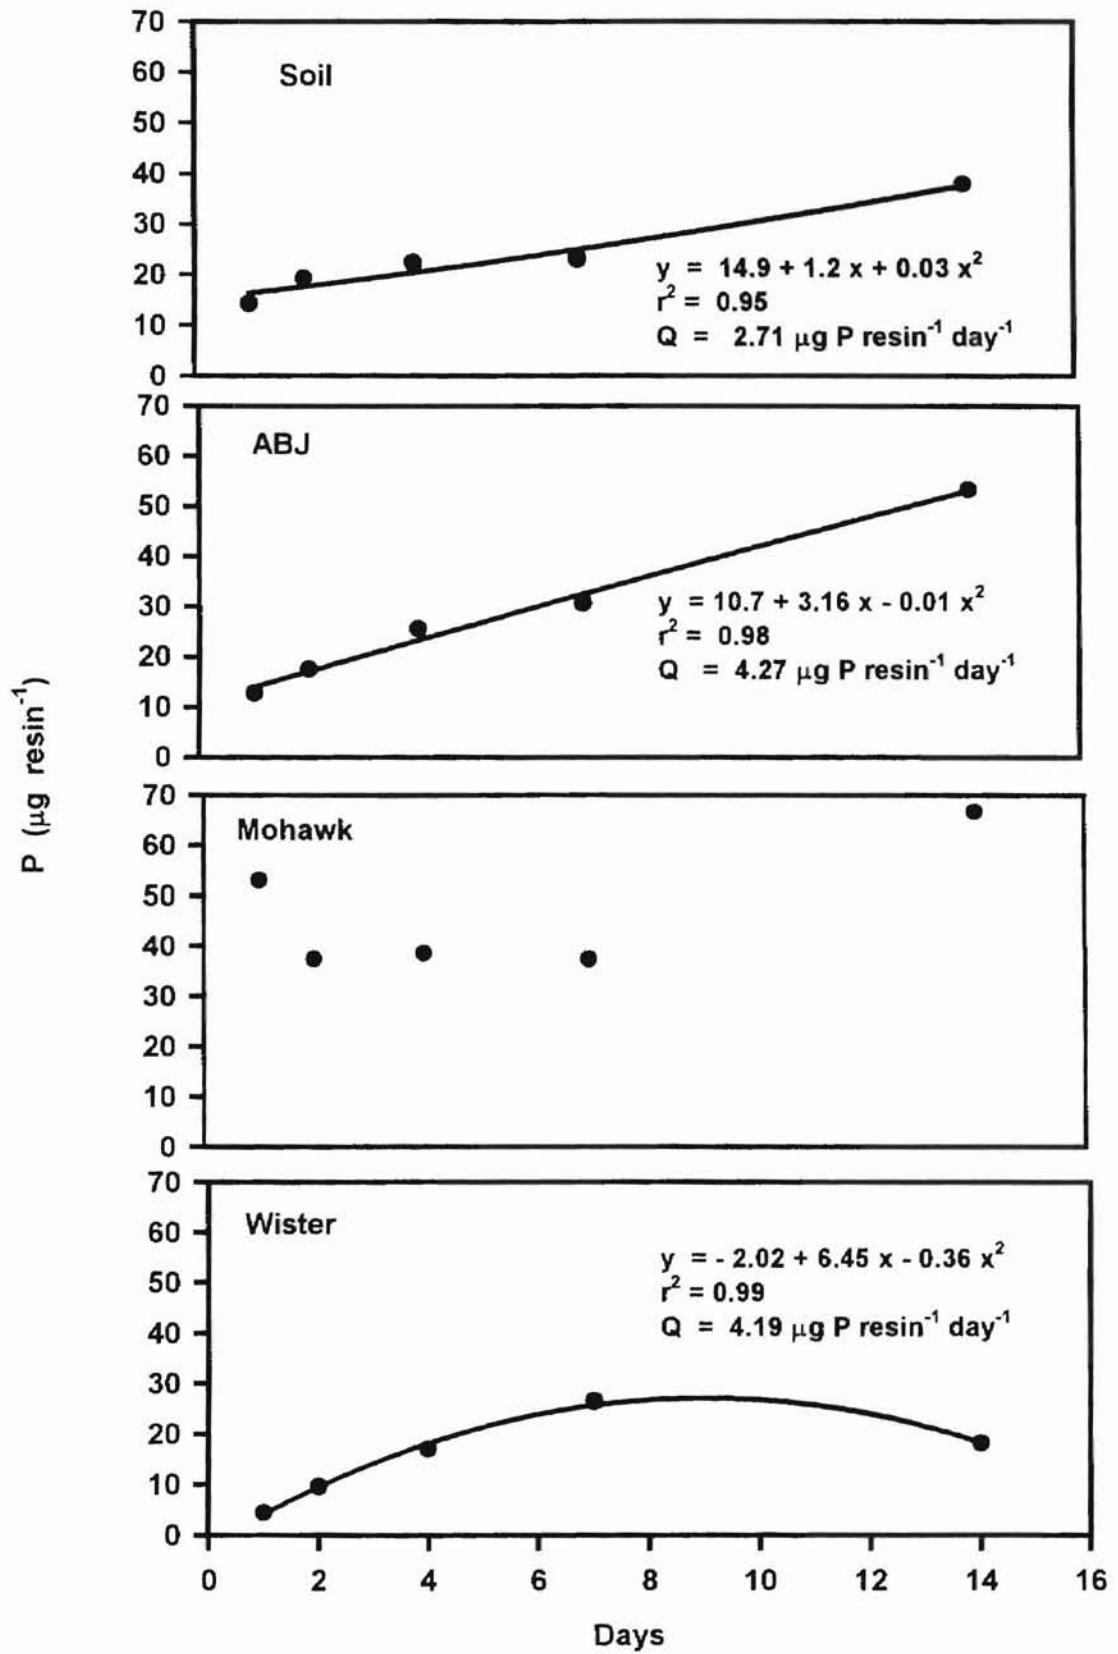 P (µg resin⁻¹)
70
60
50
40
30
20
10
0
Soil
y = 14.9 + 1.2 x + 0.03 x²
r² = 0.95
Q = 2.71 µg P resin⁻¹ day⁻¹
70
60
50
40
30
20
10
0
ABJ
y = 10.7 + 3.16 x - 0.01 x²
r² = 0.98
Q = 4.27 µg P resin⁻¹ day⁻¹
70
60
50
40
30
20
10
0
Mohawk
70
60
50
40
30
20
10
0
Wister
y = - 2.02 + 6.45 x - 0.36 x²
r² = 0.99
Q = 4.19 µg P resin⁻¹ day⁻¹
0 2 4 6 8 10 12 14 16
Days